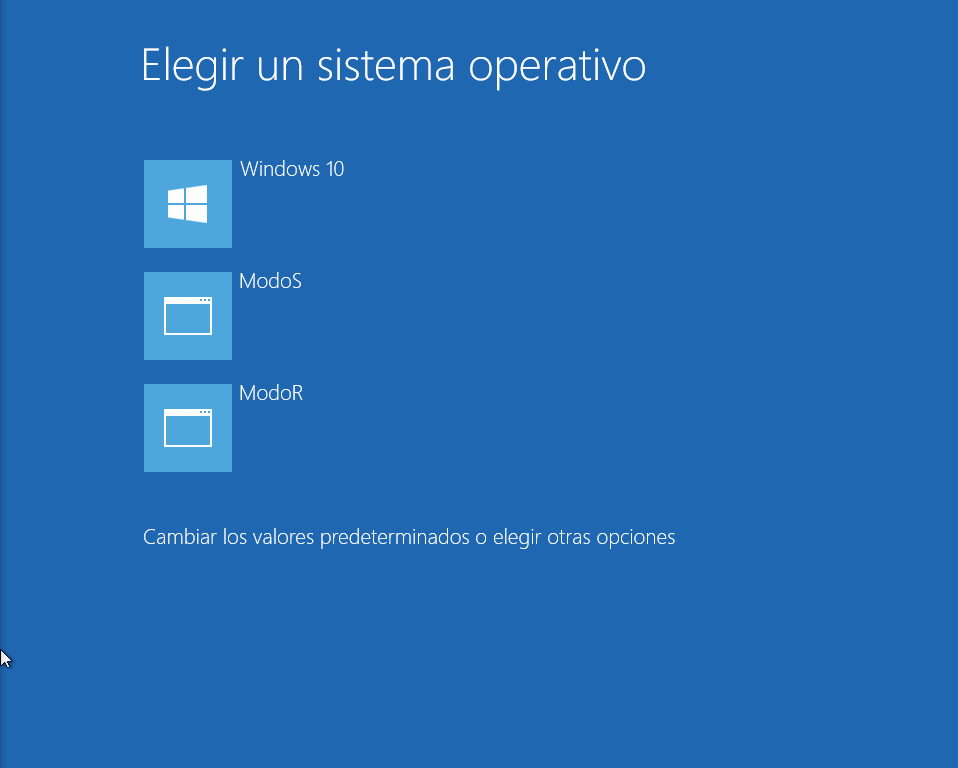 Elegir un sistema operativo
Windows 10
ModoS
ModoR
Cambiar los valores predeterminados o elegir otras opciones